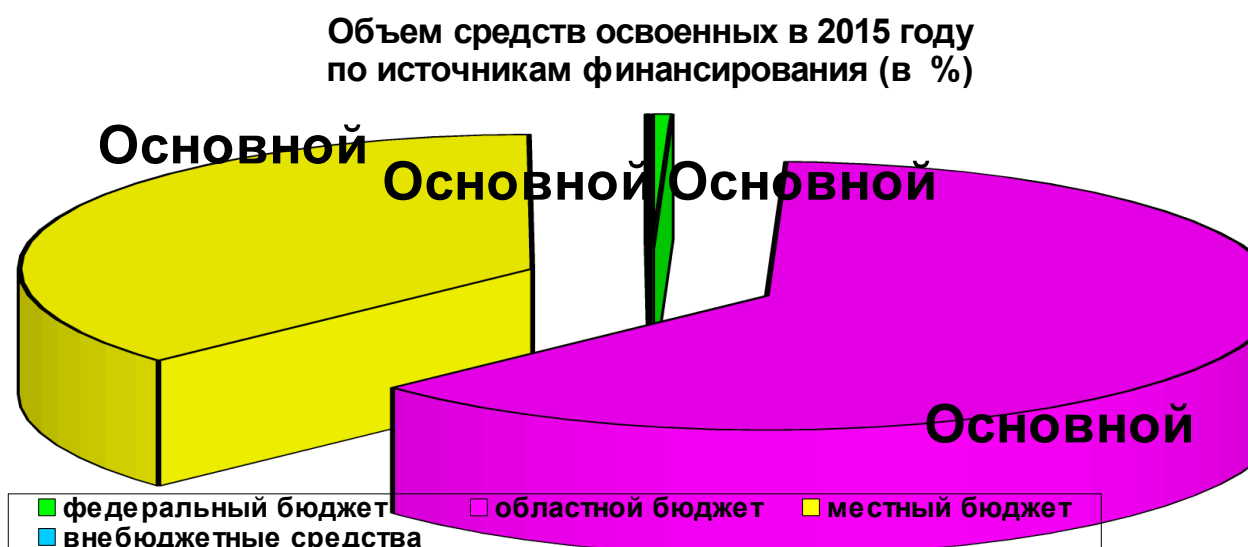 Объем средств освоенных в 2015 году
по источникам финансирования (в %)
Основной
Основной
Основной
Основной
федеральный бюджет
областной бюджет
местный бюджет
внебюджетные средства